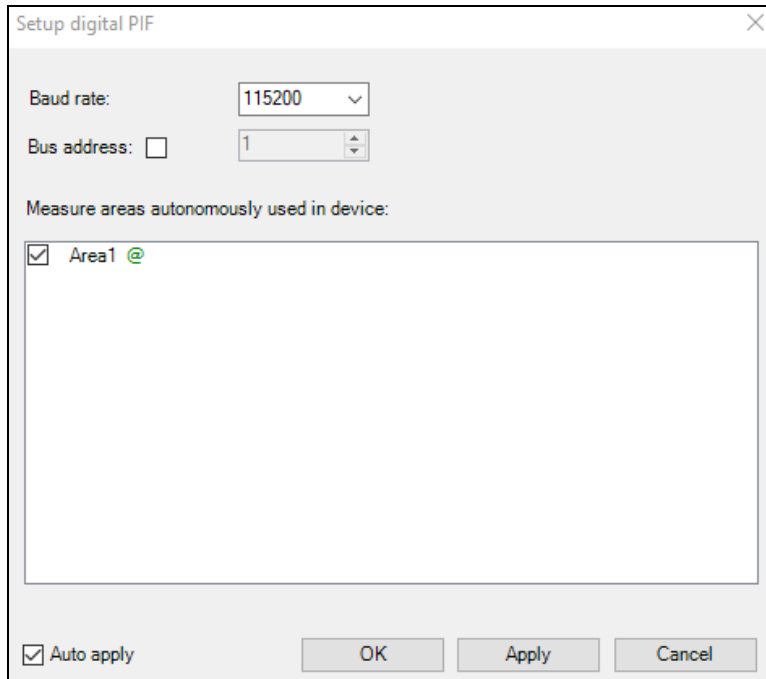 Setup digital PIF
Baud rate: 115200
Bus address: 1
Measure areas autonomously used in device:
Area1 @
Auto apply OK Apply Cancel